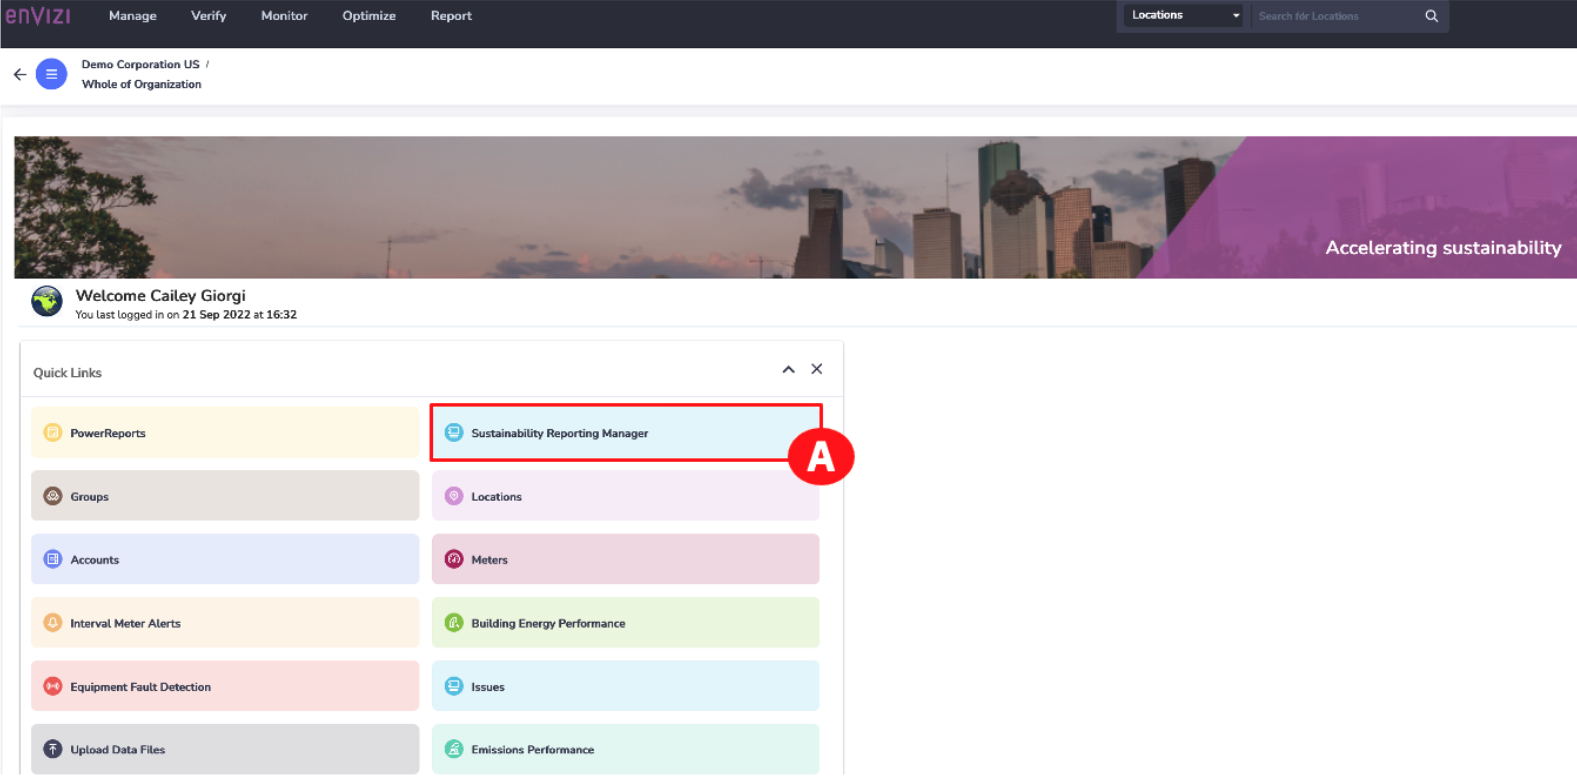 enVIZI
Manage Verify Monitor Optimize Report
Locations
Search for Locations
Demo Corporation US /
Whole of Organization
Accelerating sustainability
Welcome Cailey Giorgi
You last logged in on 21 Sep 2022 at 16:32
Quick Links
PowerReports
Sustainability Reporting Manager
A
Groups
Locations
Accounts
Meters
Interval Meter Alerts
Building Energy Performance
Equipment Fault Detection
Issues
Upload Data Files
Emissions Performance